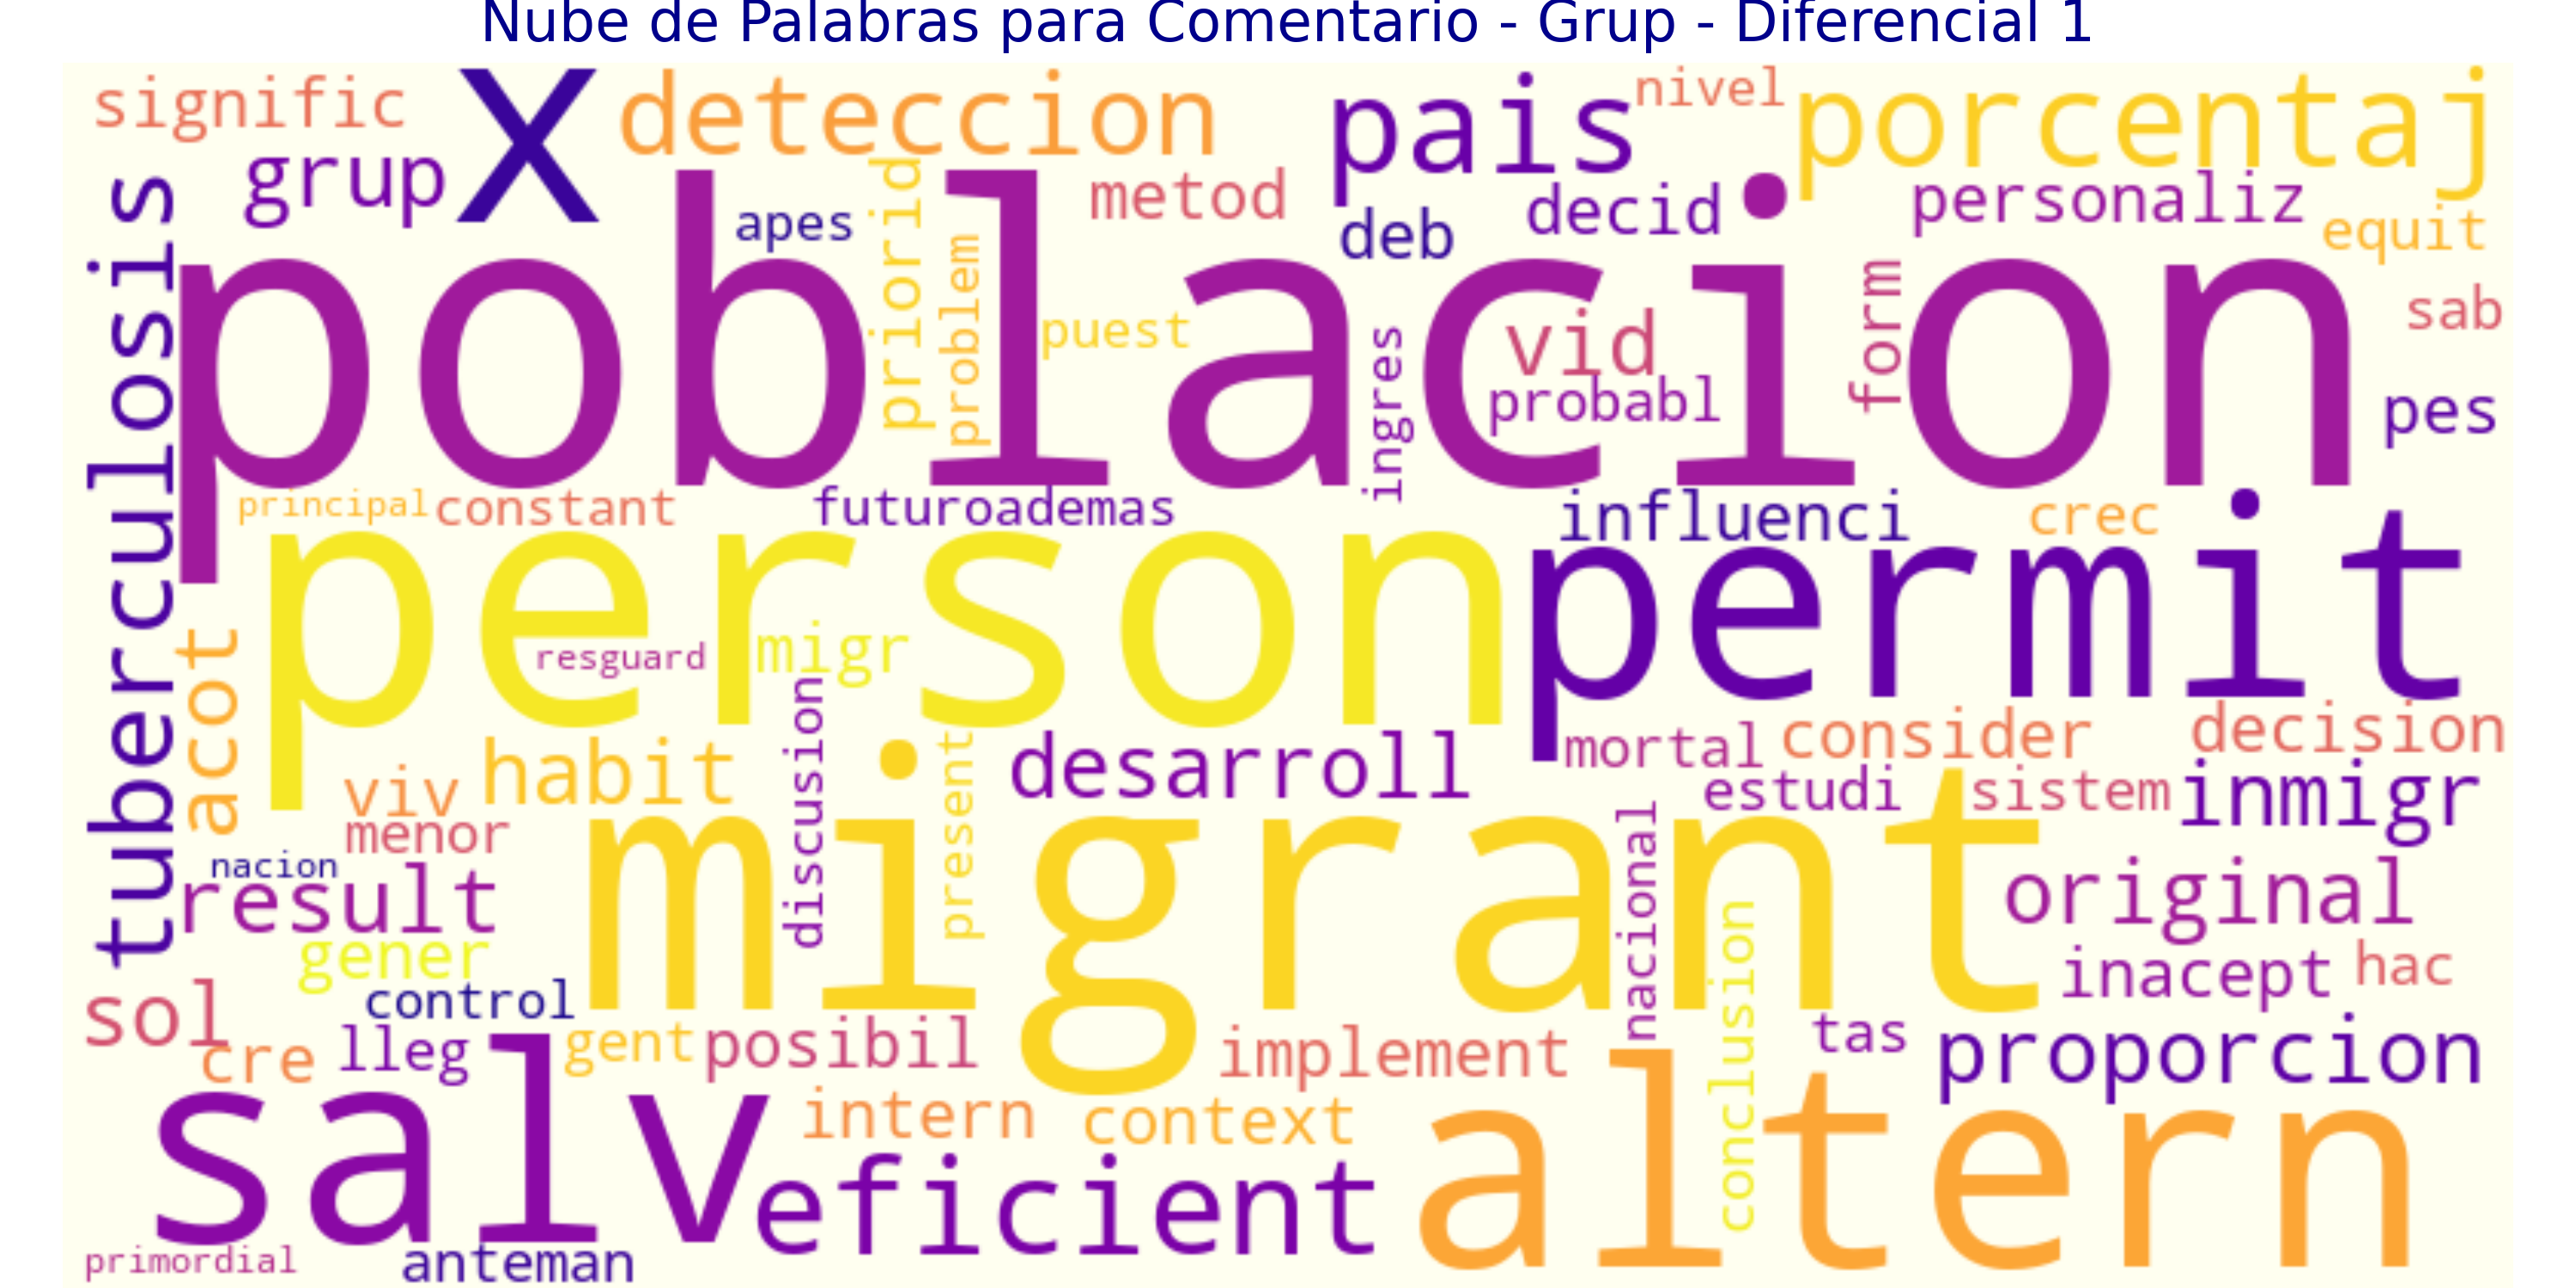 Nube de Palabras para Comentario - Grup - Diferencial 1
signific
x
deteccion
pais
nivel
porcentaj
grup
apes
priorid
metod
deb
decid
personaliz
equit
tuberculosis
poblacion
problem
puest
ingres
vid
probabl
form
sab
pes
principal
constant
futuroademas
influenci
crec
person
permit
acot
resguard
migr
discusion
present
mortal
consider
decision
viv
habit
desarroll
estudi
sistem
inmigr
menor
nacion
result
migrant
nacional
conclusion
original
gener
inacept
hac
control
sol
cre
lleg
gent
posibil
implement
tas
proporcion
salv
intern
context
altern
eficient
primordial
anteman